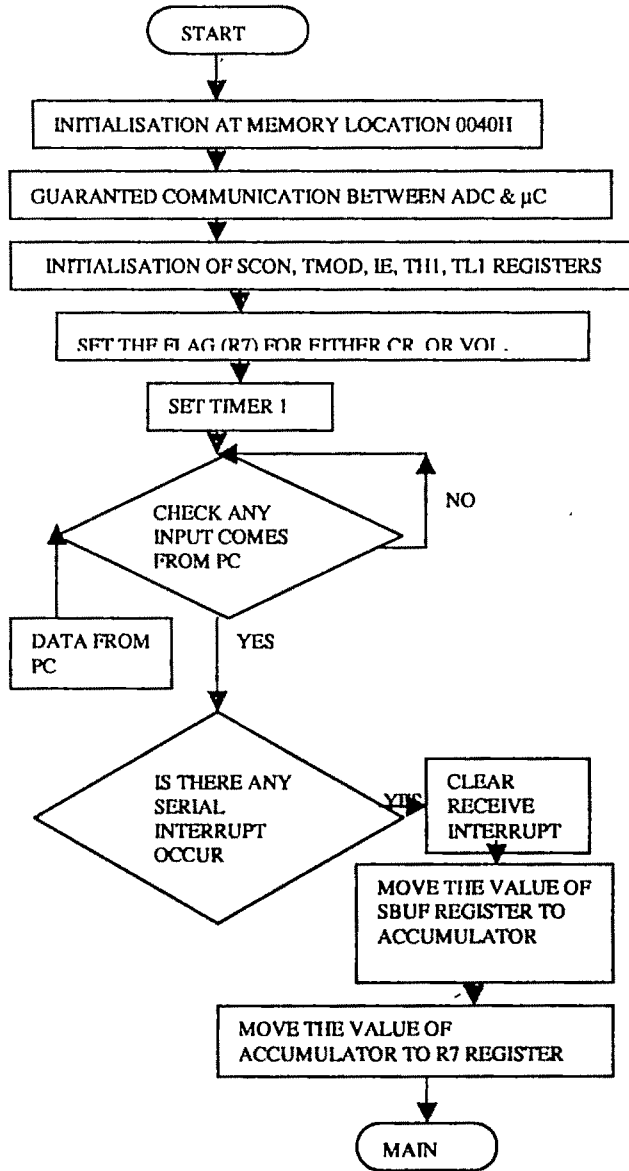 START
INITIALISATION AT MEMORY LOCATION 0040H
GUARANTED COMMUNICATION BETWEEN ADC & µC
INITIALISATION OF SCON, TMOD, IE, TH1, TL1 REGISTERS
SET THE FLAG (R7) FOR EITHER CR. OR VOL.
SET TIMER 1
CHECK ANY
INPUT COMES
FROM PC
NO
DATA FROM
PC
YES
IS THERE ANY
SERIAL
INTERRUPT
OCCUR
YES
CLEAR
RECEIVE
INTERRUPT
MOVE THE VALUE OF
SBUF REGISTER TO
ACCUMULATOR
MOVE THE VALUE OF
ACCUMULATOR TO R7 REGISTER
MAIN